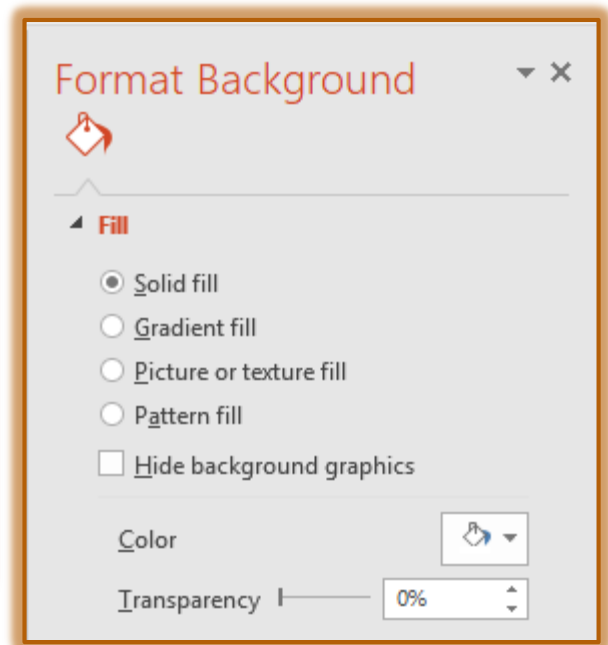 Format Background
Fill
Solid fill
Gradient fill
Picture or texture fill
Pattern fill
Hide background graphics
Color
Transparency 0%